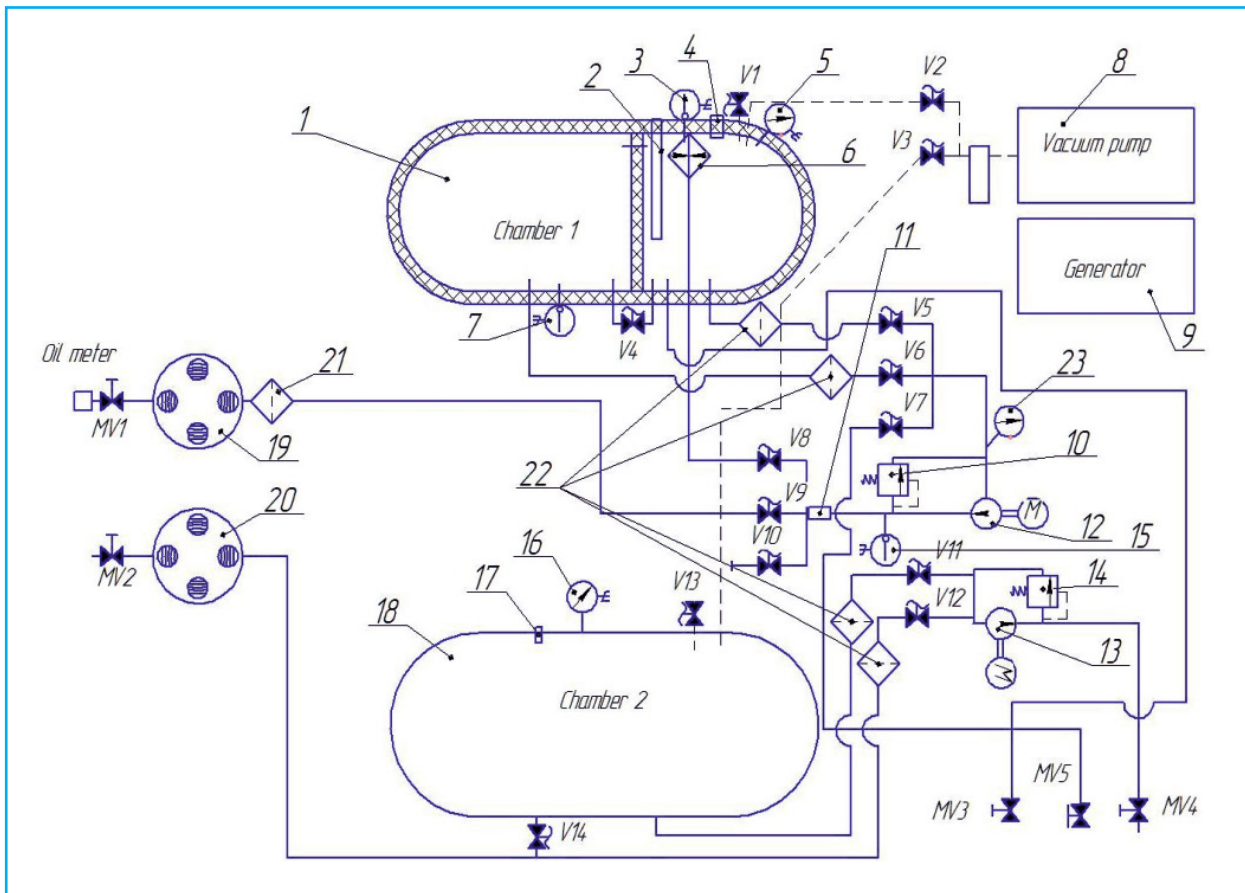 3
4
V1
5
V2
8
2
1
V3
6
Vacuum pump
Chamber 1
11
Generator
V5
7
V4
9
Oil meter
21
V6
23
V7
MV1
19
V8
10
22
V9
M
20
V10
12
15
16
V11
MV2
V13
14
17
V12
18
13
M
Chamber 2
MV5
MV3
MV4
V14